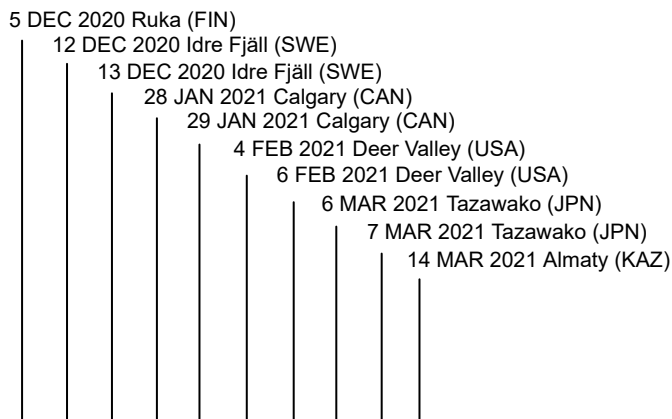 5 DEC 2020 Ruka (FIN)
12 DEC 2020 Idre Fjäll (SWE)
13 DEC 2020 Idre Fjäll (SWE)
28 JAN 2021 Calgary (CAN)
29 JAN 2021 Calgary (CAN)
4 FEB 2021 Deer Valley (USA)
6 FEB 2021 Deer Valley (USA)
6 MAR 2021 Tazawako (JPN)
7 MAR 2021 Tazawako (JPN)
14 MAR 2021 Almaty (KAZ)